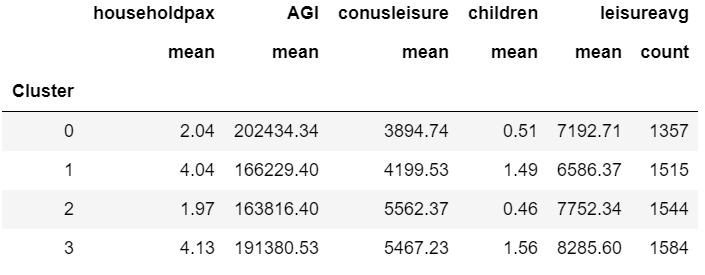 householdpax AGI conusleisure children leisureavg
mean mean mean mean mean count
Cluster
0 2.04 202434.34 3894.74 0.51 7192.71 1357
1 4.04 166229.40 4199.53 1.49 6586.37 1515
2 1.97 163816.40 5562.37 0.46 7752.34 1544
3 4.13 191380.53 5467.23 1.56 8285.60 1584